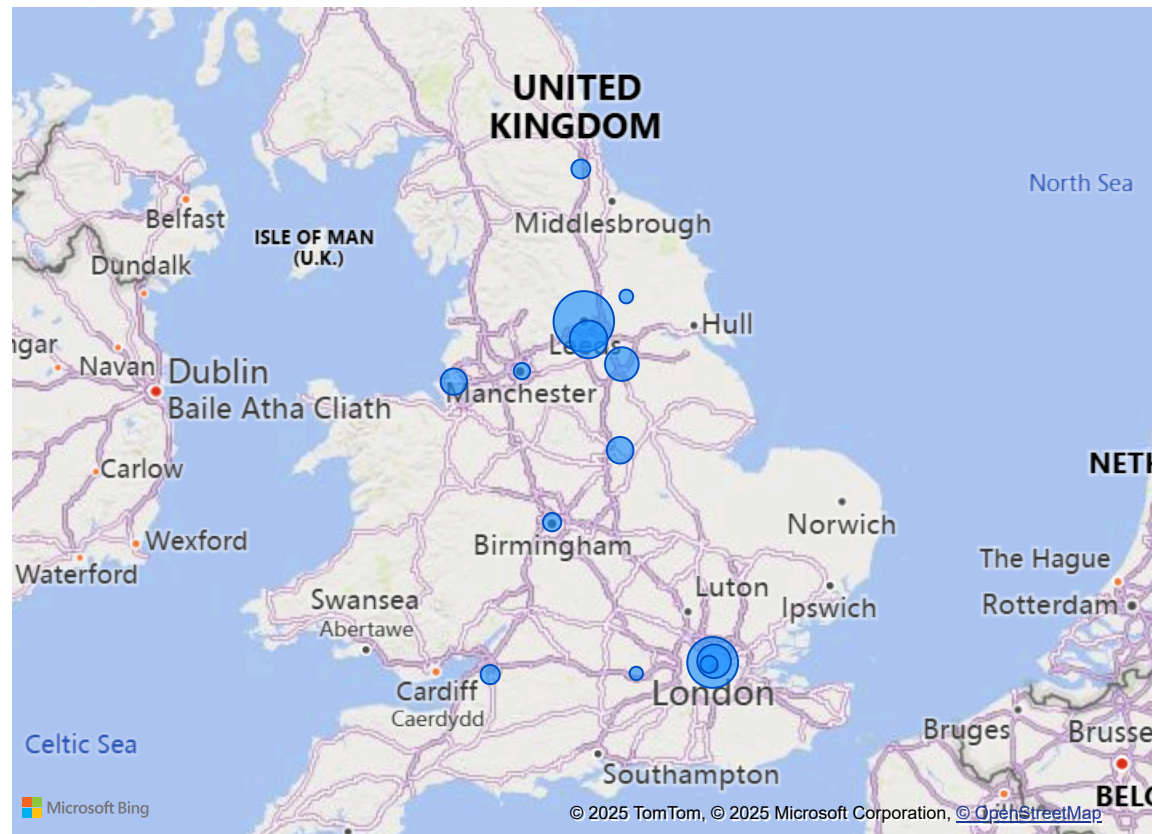 UNITED
KINGDOM
North Sea
Belfast
Middlesbrough
ISLE OF MAN
(U.K.)
Dundalk
Hull
Leeds
Navan
Dublin
Baile Atha Cliath
Manchester
Carlow
Norwich
Wexford
Birmingham
The Hague
Waterford
Luton
Swansea
Ipswich
Rotterdam
Abertawe
Cardiff
London
Caerdydd
Bruges
Celtic Sea
Southampton
Microsoft Bing
© 2025 TomTom, © 2025 Microsoft Corporation, © OpenStreetMap